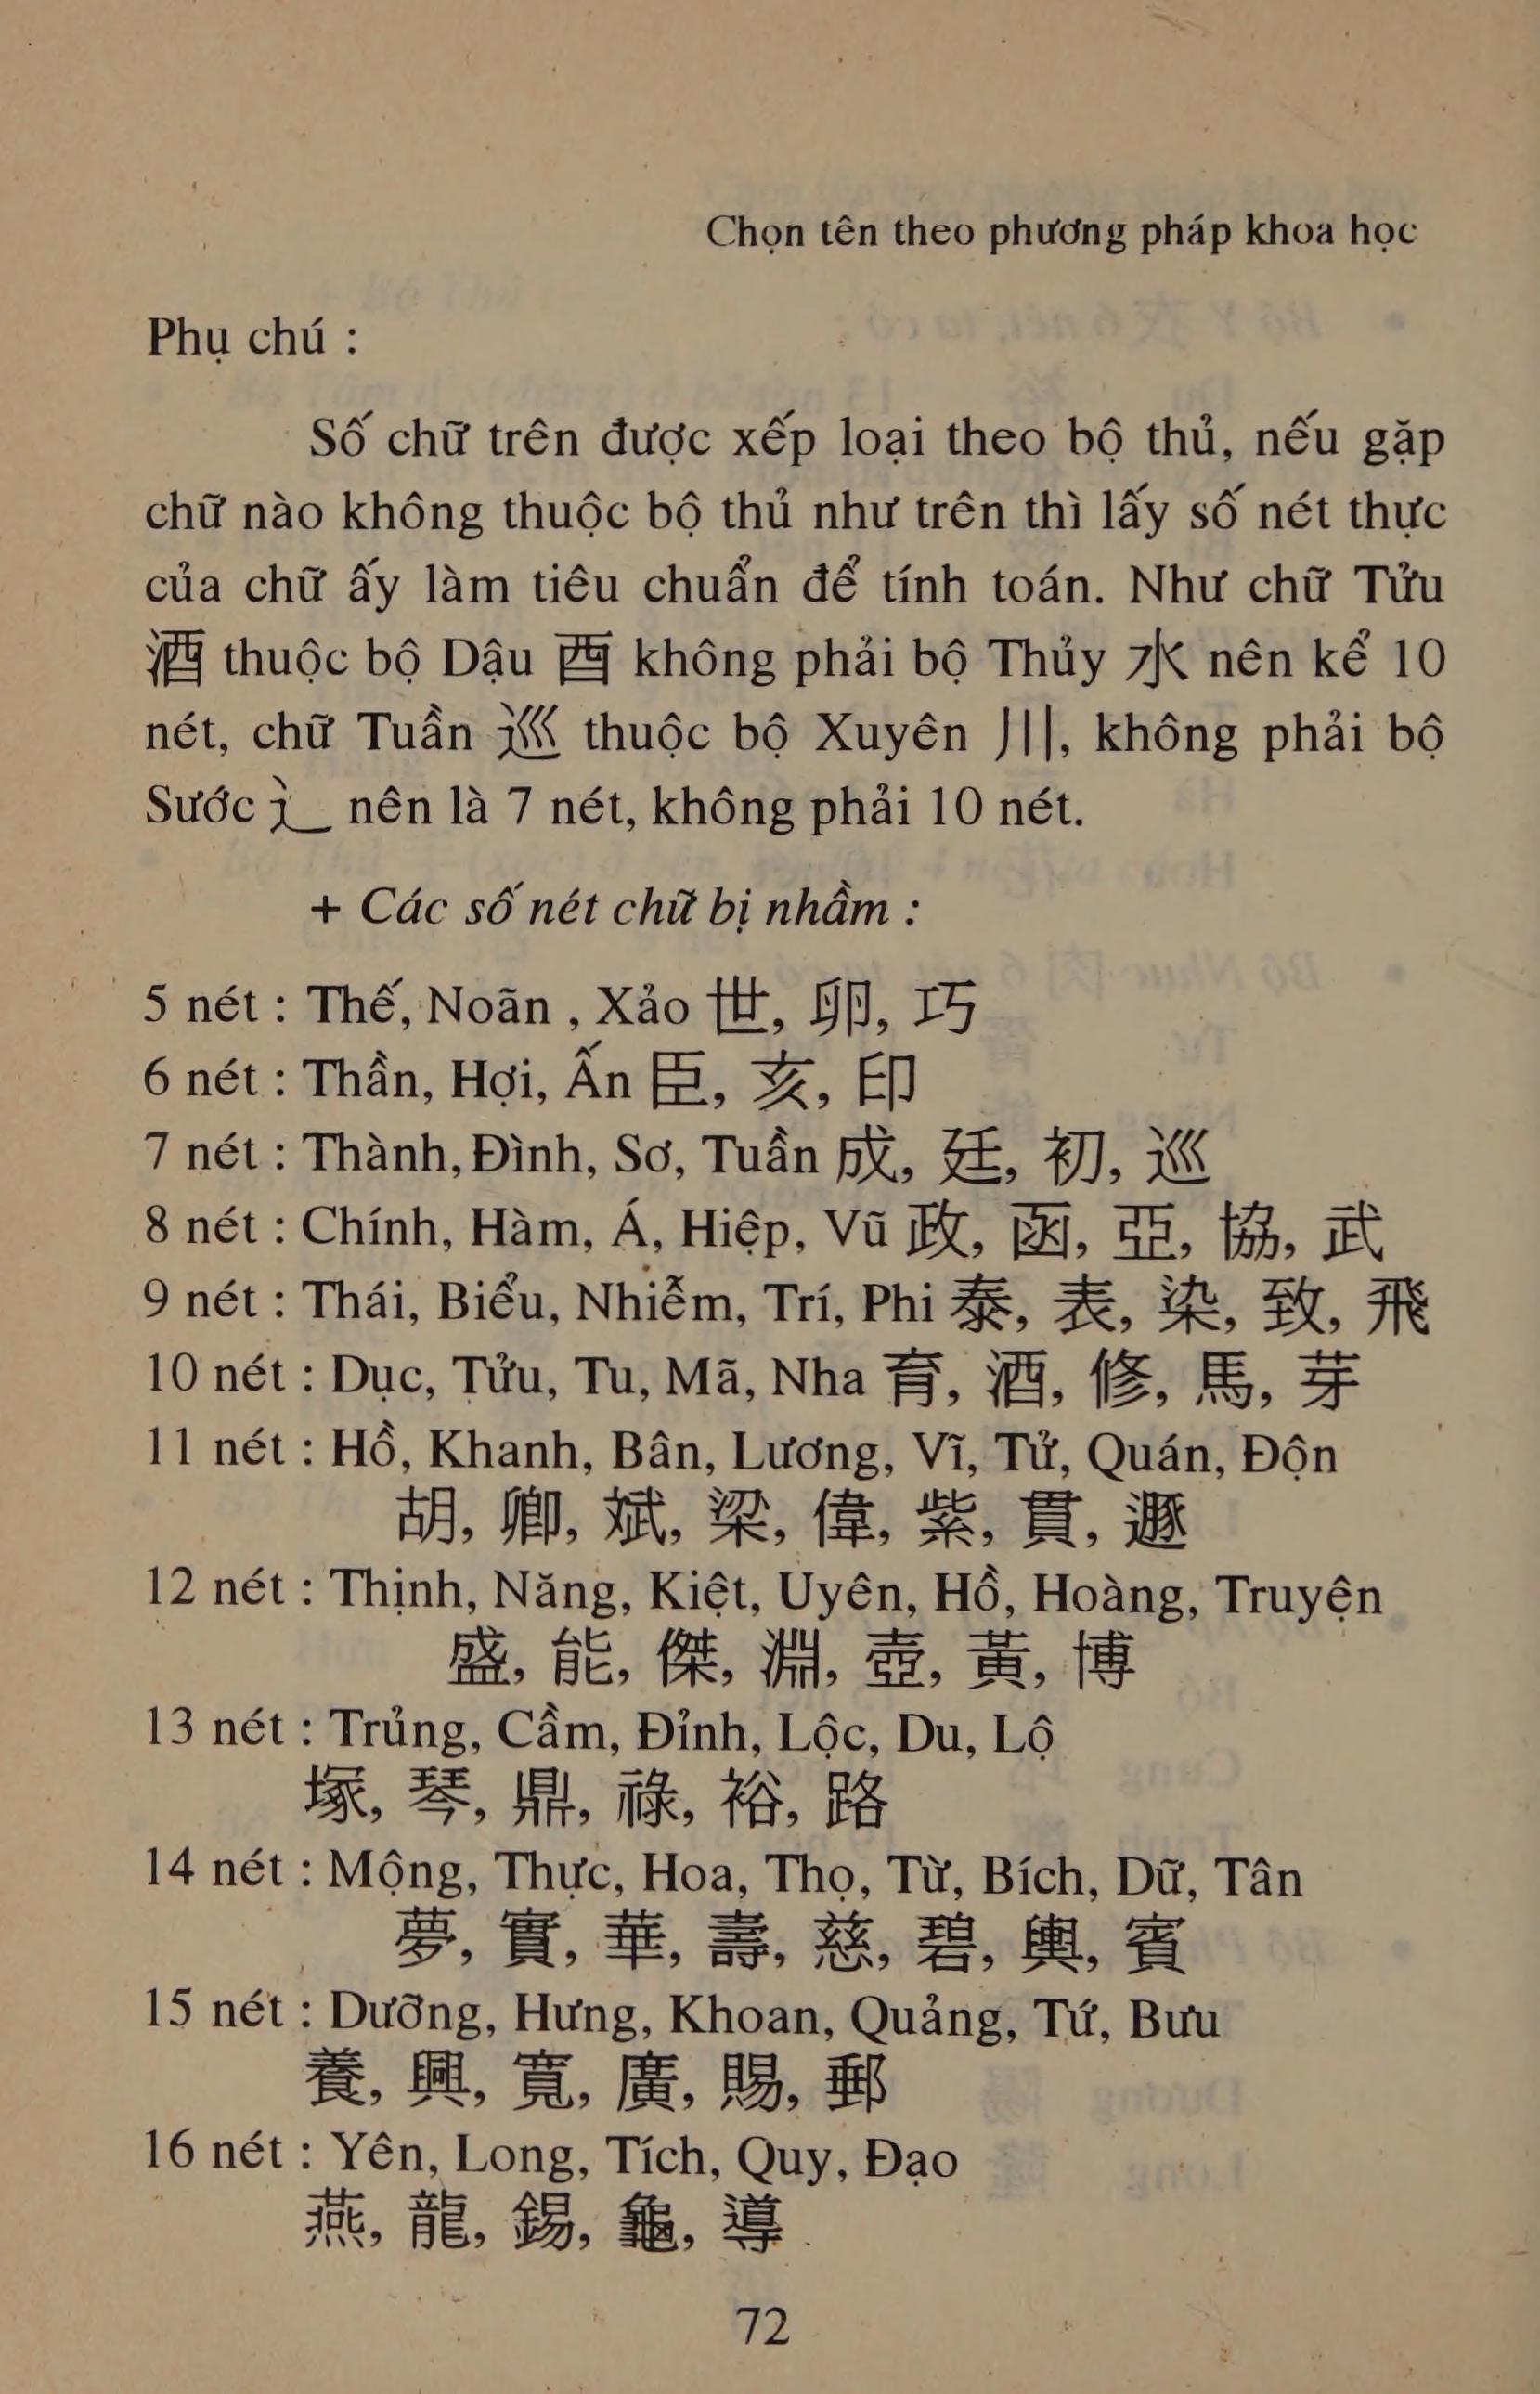 Chọn tên theo phương pháp khoa học
Phụ chú :
Số chữ trên được xếp loại theo bộ thủ, nếu gặp
chữ nào không thuộc bộ thủ như trên thì lấy số nét thực
của chữ ấy làm tiêu chuẩn để tính toán. Như chữ Tửu
酒 thuộc bộ Dậu 酉 không phải bộ Thủy 水 nên kể 10
nét, chữ Tuần 巡 thuộc bộ Xuyên 川, không phải bộ
Sước 辶 nên là 7 nét, không phải 10 nét.
+ Các số nét chữ bị nhầm :
5 nét : Thế, Noãn , Xảo 世, 卵, 巧
6 nét : Thần, Hợi, Ấn 臣, 亥, 印
7 nét : Thành, Đình, Sơ, Tuần 成, 廷, 初, 巡
8 nét : Chính, Hàm, Á, Hiệp, Vũ 政, 函, 亞, 協, 武
9 nét : Thái, Biểu, Nhiễm, Trí, Phi 泰, 表, 染, 致, 飛
10 nét : Dục, Tửu, Tu, Mã, Nha 育, 酒, 修, 馬, 芽
11 nét : Hồ, Khanh, Bân, Lương, Vĩ, Tử, Quán, Độn
胡, 卿, 斌, 梁, 偉, 紫, 貫, 遯
12 nét : Thịnh, Năng, Kiệt, Uyên, Hồ, Hoàng, Truyện
盛, 能, 傑, 淵, 壺, 黃, 博
13 nét : Trủng, Cầm, Đỉnh, Lộc, Du, Lộ
塚, 琴, 鼎, 祿, 裕, 路
14 nét : Mộng, Thực, Hoa, Thọ, Từ, Bích, Dữ, Tân
夢, 實, 華, 壽, 慈, 碧, 輿, 賓
15 nét : Dưỡng, Hưng, Khoan, Quảng, Tứ, Bưu
養, 興, 寬, 廣, 賜, 郵
16 nét : Yên, Long, Tích, Quy, Đạo
燕, 龍, 錫, 龜, 導
72